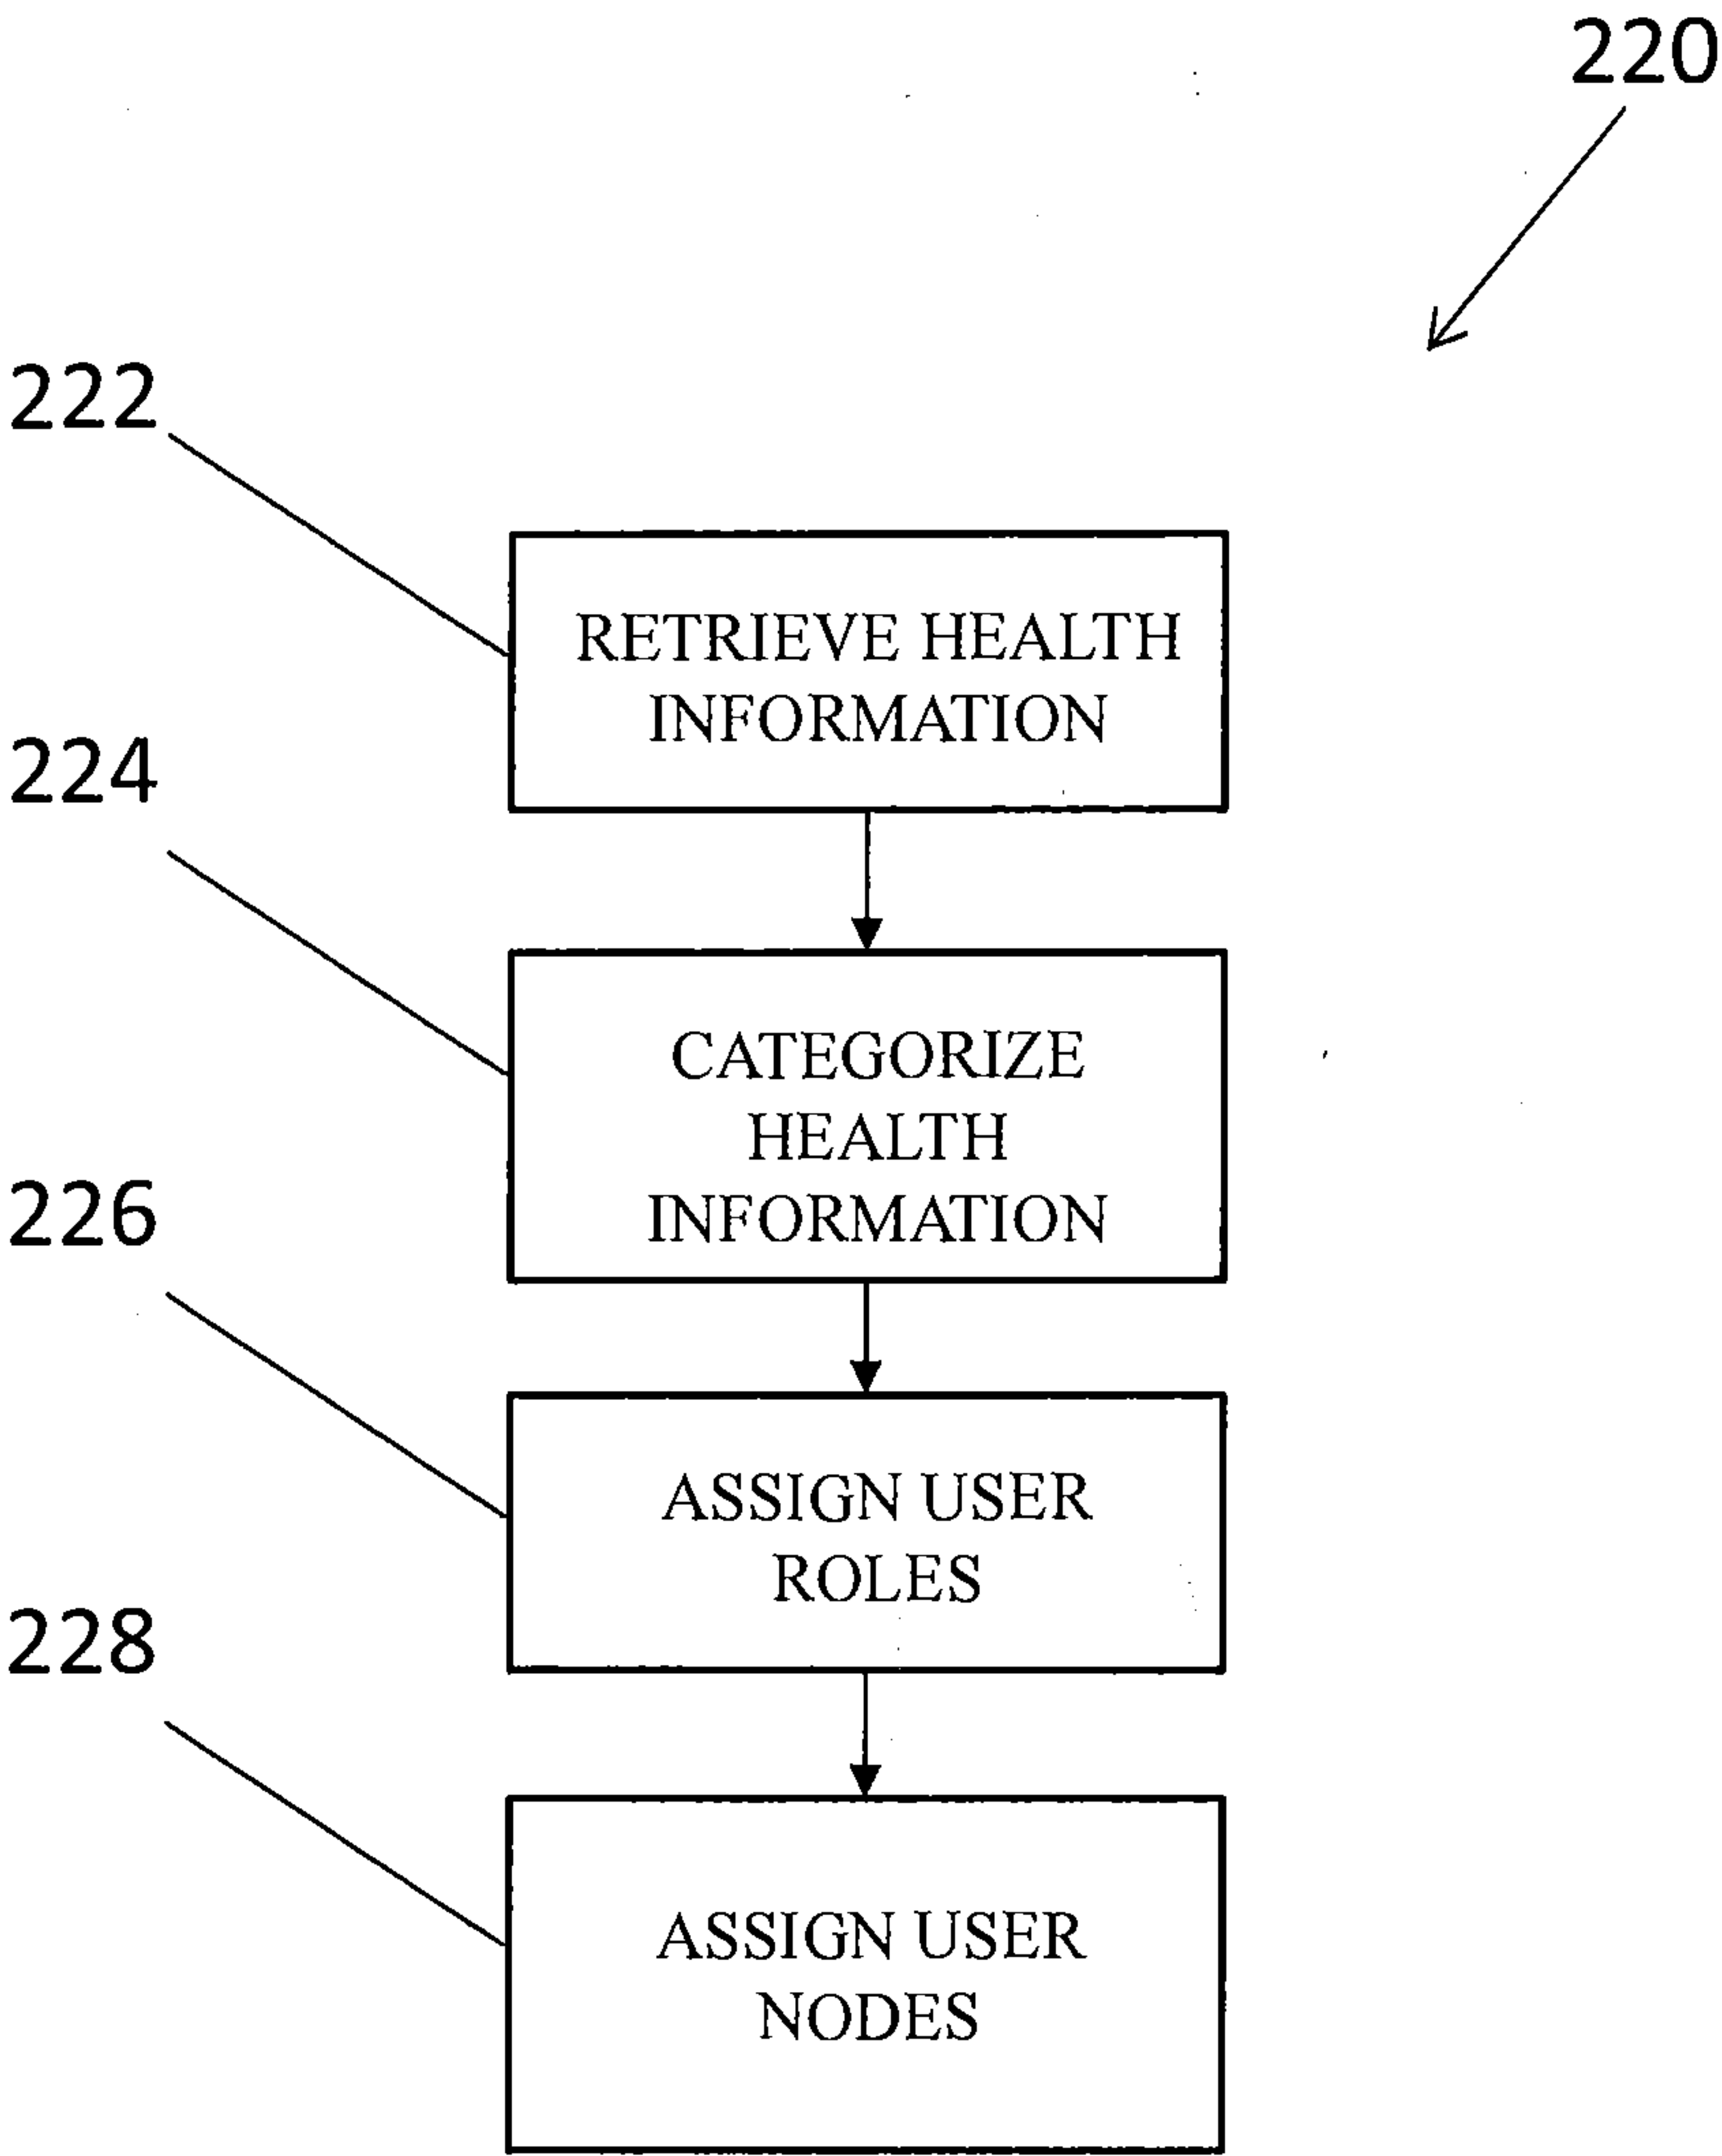 220
222
RETRIEVE HEALTH
INFORMATION
224
CATEGORIZE
HEALTH
INFORMATION
226
ASSIGN USER
ROLES
228
ASSIGN USER
NODES